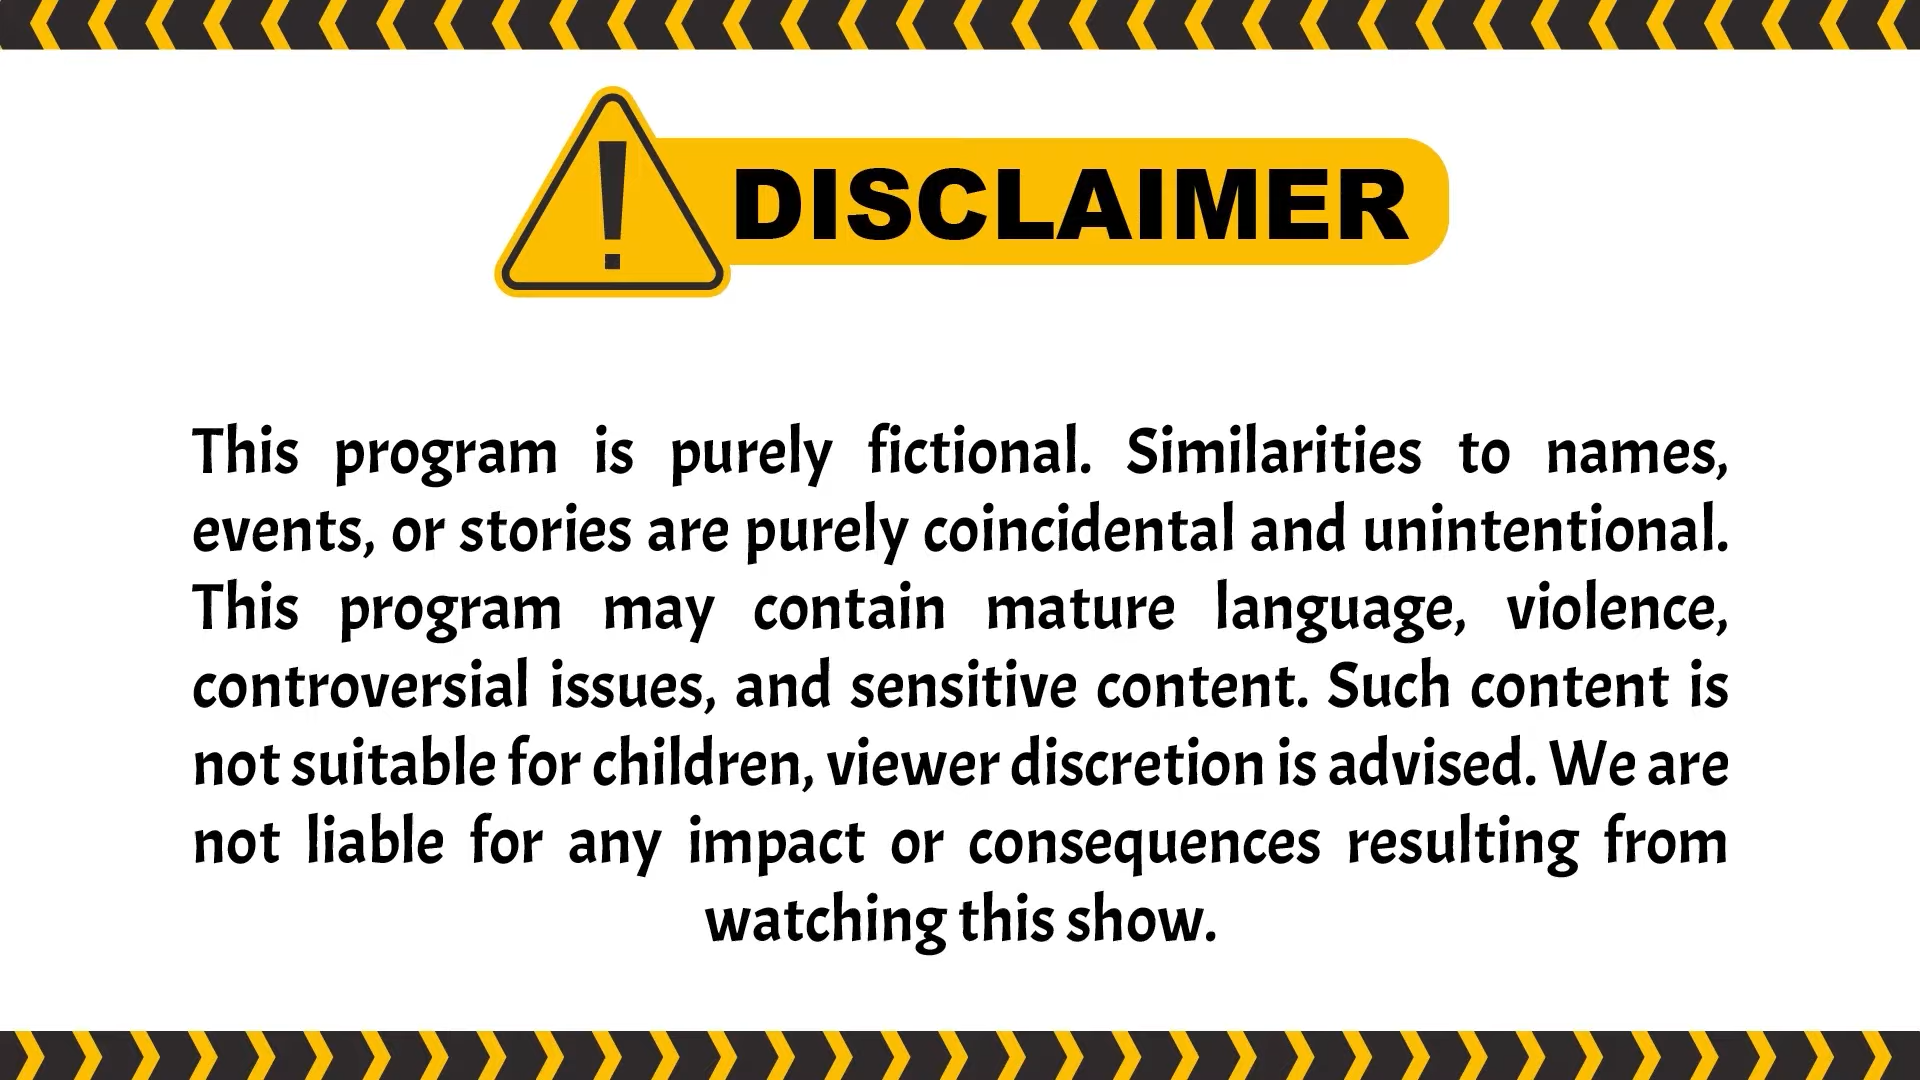 DISCLAIMER
This program is purely fictional. Similarities to names,
events, or stories are purely coincidental and unintentional.
This program may contain mature language, violence,
controversial issues, and sensitive content. Such content is
not suitable for children, viewer discretion is advised. We are
not liable for any impact or consequences resulting from
watching this show.